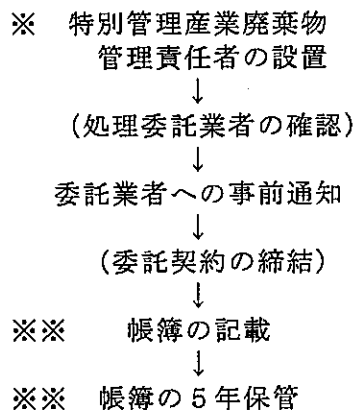 ※ 特別管理産業廃棄物
管理責任者の設置
↓
(処理委託業者の確認)
↓
委託業者への事前通知
↓
(委託契約の締結)
↓
※※ 帳簿の記載
↓
※※ 帳簿の5年保管